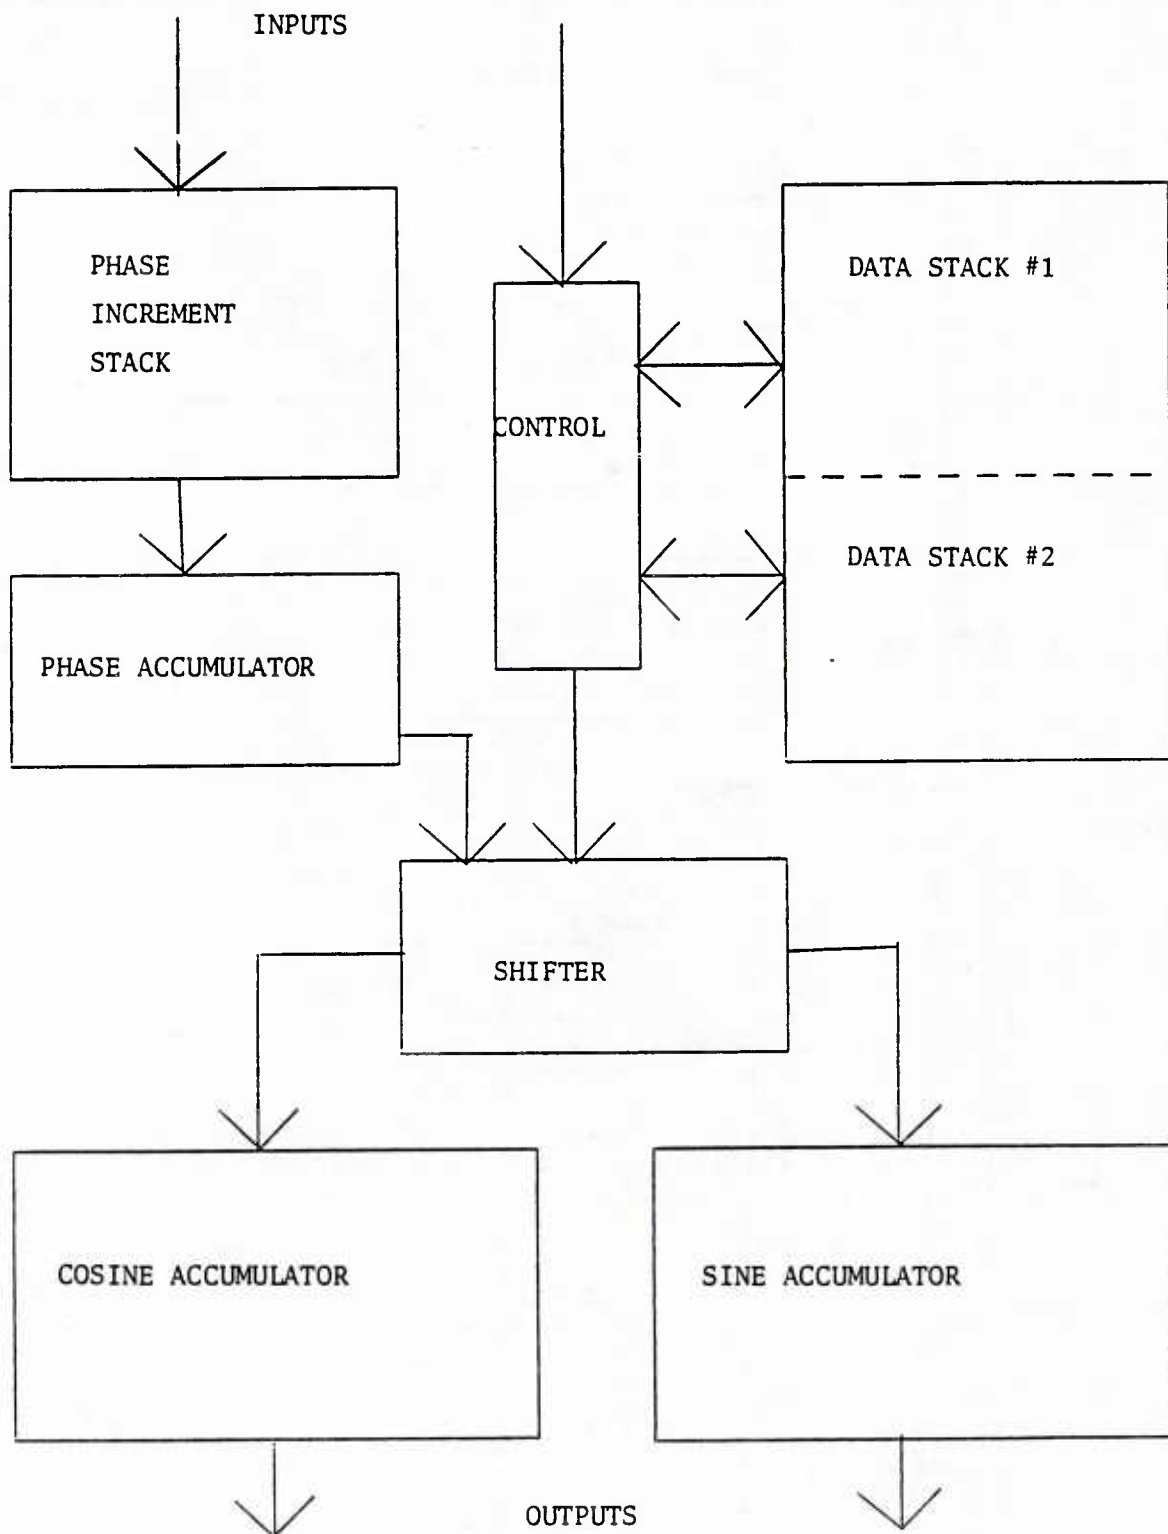 INPUTS
PHASE
INCREMENT
STACK
DATA STACK #1
CONTROL
DATA STACK #2
PHASE ACCUMULATOR
SHIFTER
COSINE ACCUMULATOR
SINE ACCUMULATOR
OUTPUTS